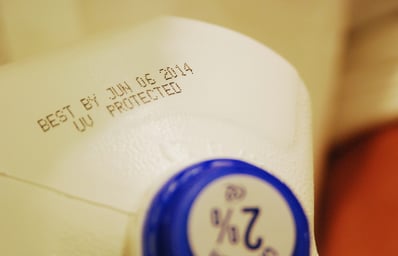 BEST BY JUN 06 2014
UV PROTECTED
2%